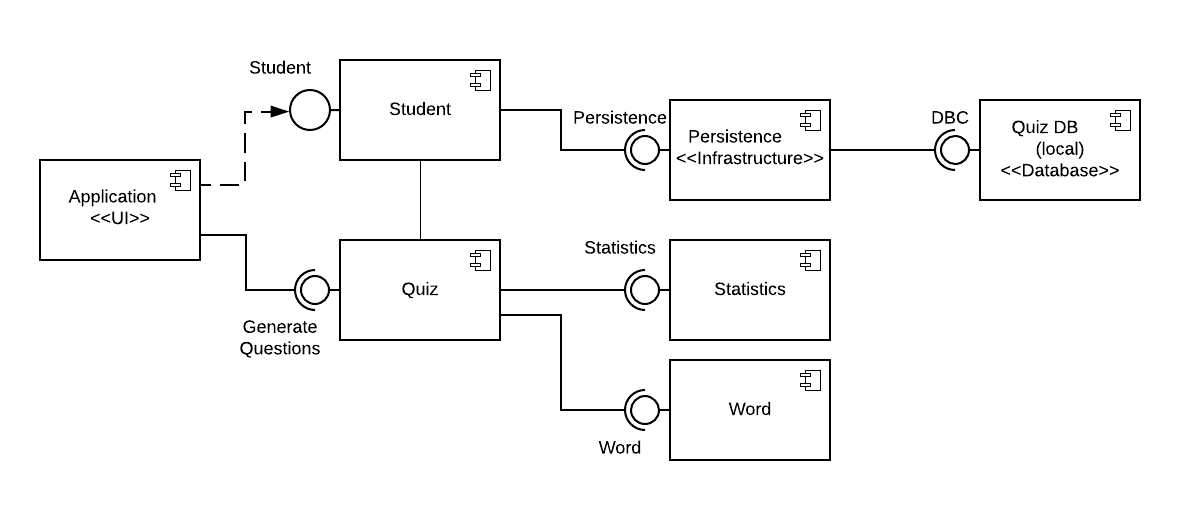 Student
Student
Persistence
Persistence
<<Infrastructure>>
DBC
Quiz DB
(local)
<<Database>>
Application
<<UI>>
Generate
Questions
Quiz
Statistics
Statistics
Word
Word